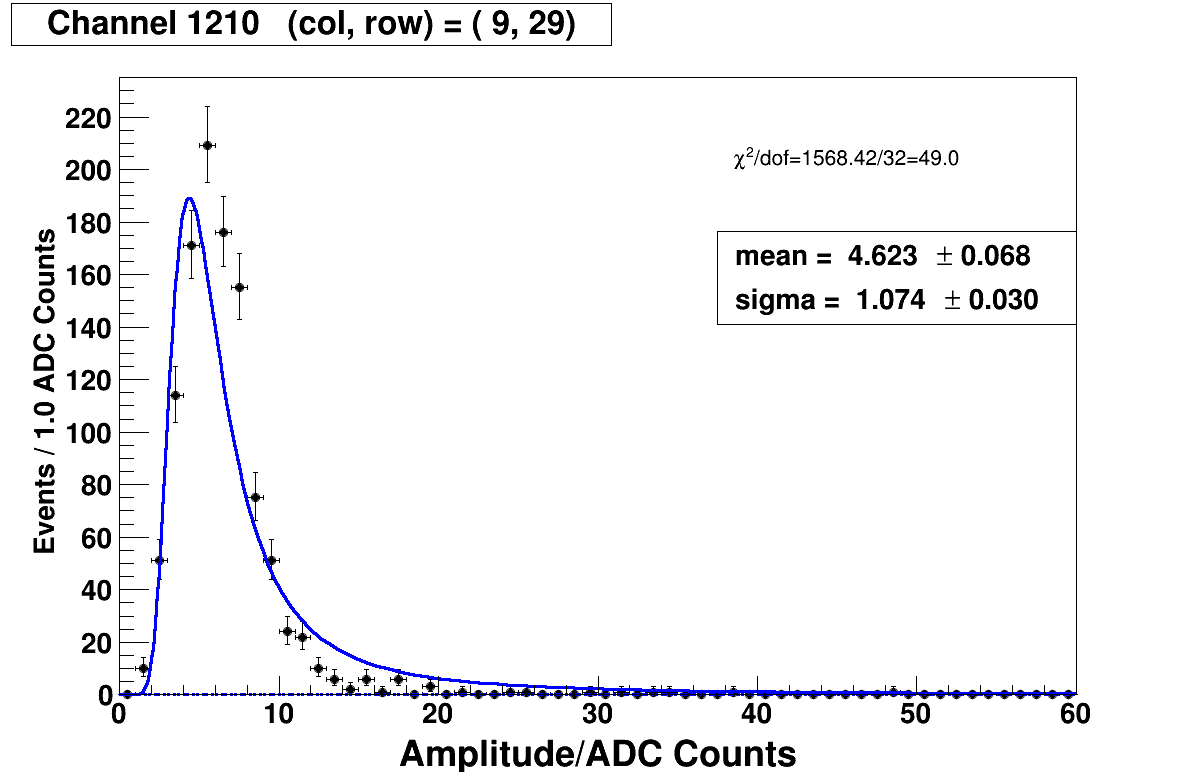 Channel 1210 (col, row) = ( 9, 29)
220
200
180
160
140
120
100
80
60
40
20
0
Events / 1.0 ADC Counts
χ²/dof=1568.42/32=49.0
mean = 4.623 ± 0.068
sigma = 1.074 ± 0.030
0 10 20 30 40 50 60
Amplitude/ADC Counts